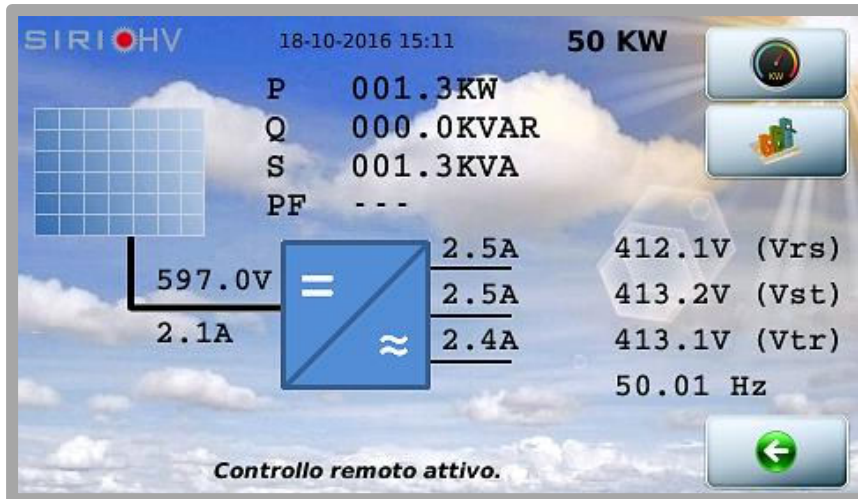 SIRIO HV 18-10-2016 15:11 50 KW
KW
P 001.3KW
Q 000.0KVAR
S 001.3KVA
PF ---
597.0V
2.1A
=
≈
2.5A 412.1V (Vrs)
2.5A 413.2V (Vst)
2.4A 413.1V (Vtr)
50.01 Hz
Controllo remoto attivo.